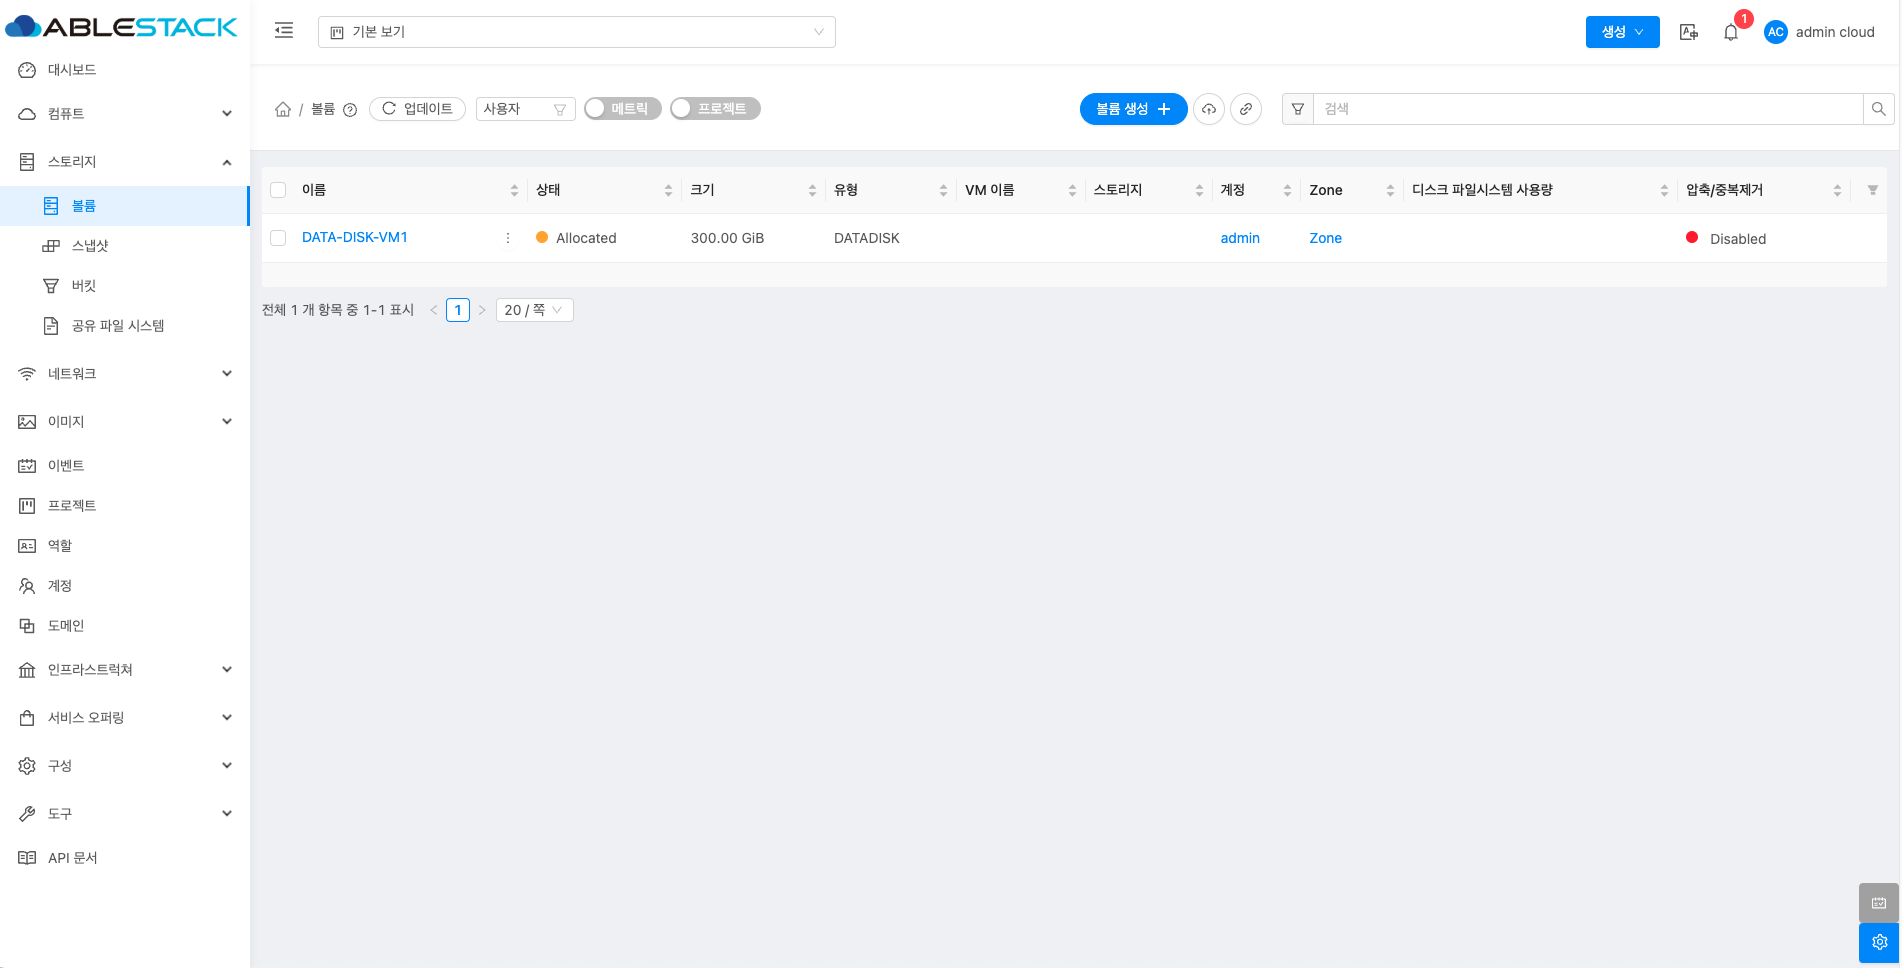 ABLESTACK
기본 보기
생성
1
AC
admin cloud
대시보드
컴퓨트
스토리지
볼륨
스냅샷
버킷
공유 파일 시스템
네트워크
이미지
이벤트
프로젝트
역할
계정
도메인
인프라스트럭쳐
서비스 오퍼링
구성
도구
API 문서
/ 볼륨
업데이트
사용자
메트릭
프로젝트
볼륨 생성
검색
이름 상태 크기 유형 VM 이름 스토리지 계정 Zone 디스크 파일시스템 사용량 압축/중복제거
DATA-DISK-VM1 Allocated 300.00 GiB DATADISK admin Zone Disabled
전체 1 개 항목 중 1-1 표시 < 1 > 20 / 쪽